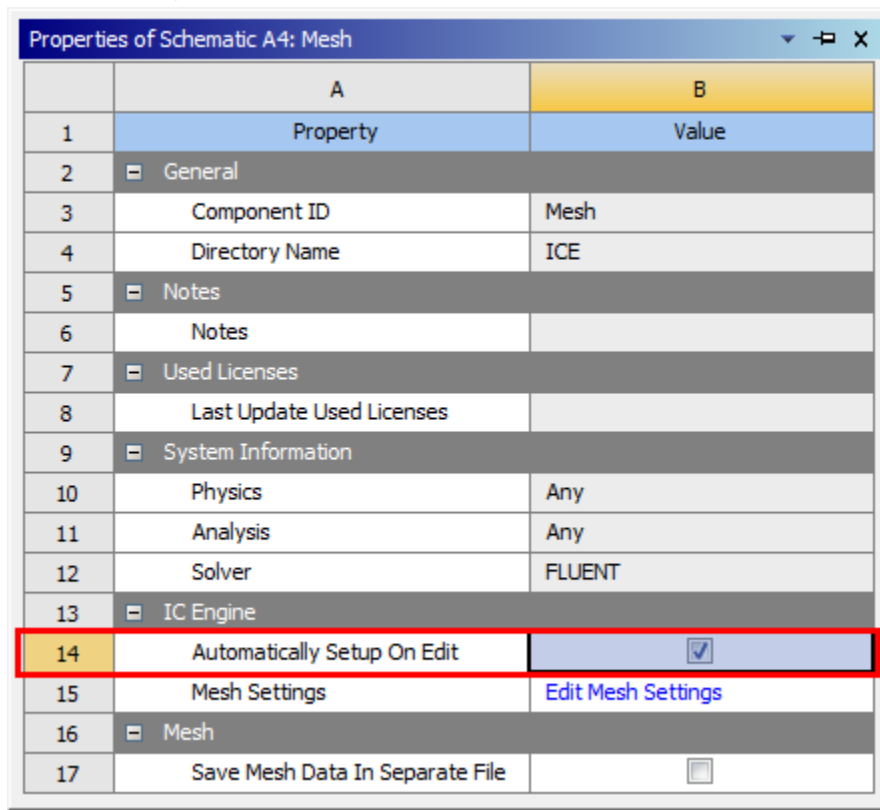 Properties of Schematic A4: Mesh
A B
1 Property Value
2 General
3 Component ID Mesh
4 Directory Name ICE
5 Notes
6 Notes
7 Used Licenses
8 Last Update Used Licenses
9 System Information
10 Physics Any
11 Analysis Any
12 Solver FLUENT
13 IC Engine
14 Automatically Setup On Edit
15 Mesh Settings Edit Mesh Settings
16 Mesh
17 Save Mesh Data In Separate File